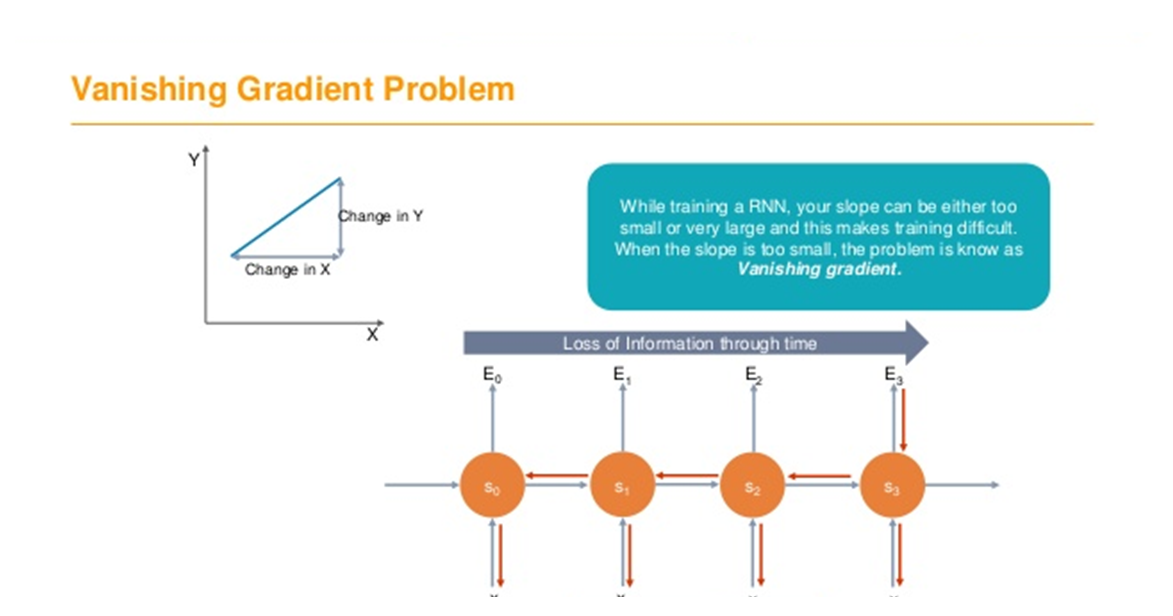 Vanishing Gradient Problem
Y
Change in Y
Change in X
X
While training a RNN, your slope can be either too
small or very large and this makes training difficult.
When the slope is too small, the problem is know as
Vanishing gradient.
Loss of Information through time
E0 E1 E2 E3
S0 S1 S2 S3